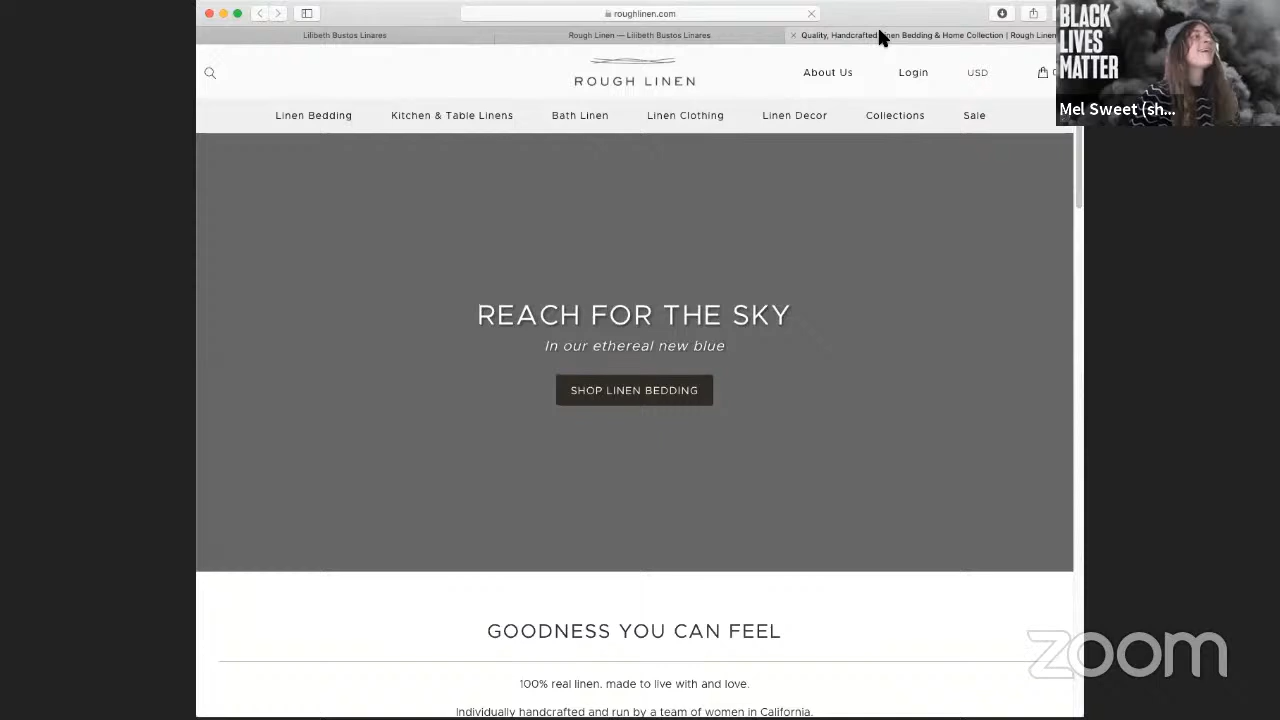 roughlinen.com
Lilibeth Bustos Linares
Rough Linen — Lilibeth Bustos Linares
Quality, Handcrafted Linen Bedding & Home Collection | Rough Linen
ROUGH LINEN
About Us
Login
USD
Linen Bedding
Kitchen & Table Linens
Bath Linen
Linen Clothing
Linen Decor
Collections
Sale
BLACK
LIVES
MATTER
Mel Sweet (sh...
REACH FOR THE SKY
In our ethereal new blue
SHOP LINEN BEDDING
GOODNESS YOU CAN FEEL
100% real linen. made to live with and love.
Individually handcrafted and run by a team of women in California.
zoom